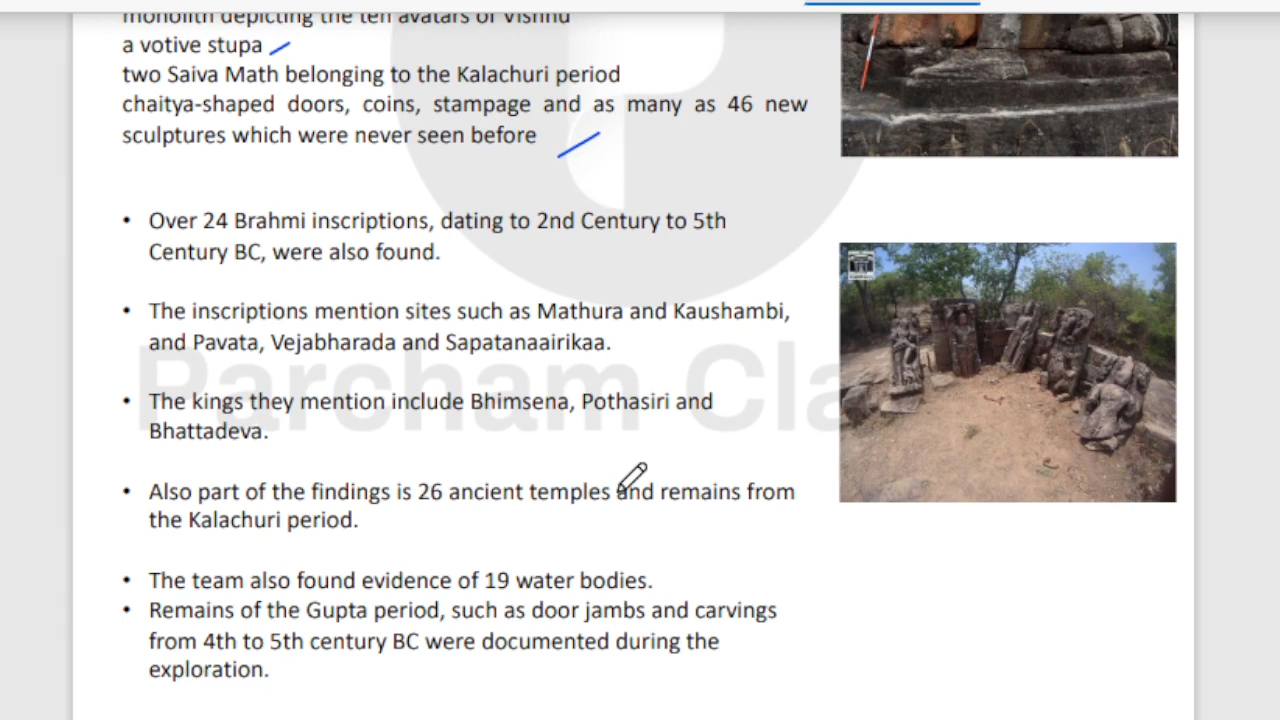 monolith depicting the ten avatars of Vishnu
a votive stupa
two Saiva Math belonging to the Kalachuri period
chaitya-shaped doors, coins, stampage and as many as 46 new
sculptures which were never seen before
• Over 24 Brahmi inscriptions, dating to 2nd Century to 5th
Century BC, were also found.
• The inscriptions mention sites such as Mathura and Kaushambi,
and Pavata, Vejabharada and Sapatanaairikaa.
• The kings they mention include Bhimsena, Pothasiri and
Bhattadeva.
• Also part of the findings is 26 ancient temples and remains from
the Kalachuri period.
• The team also found evidence of 19 water bodies.
• Remains of the Gupta period, such as door jambs and carvings
from 4th to 5th century BC were documented during the
exploration.
Parcham Cla